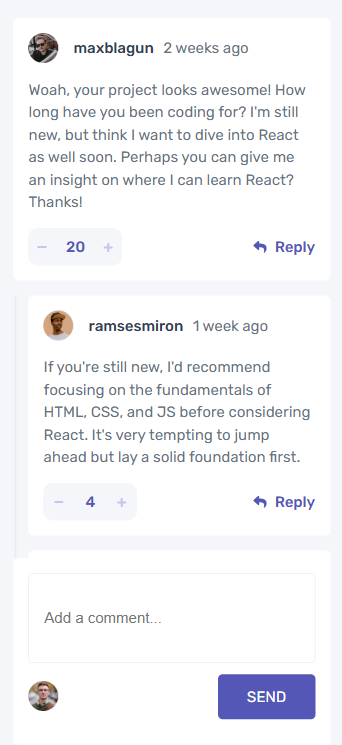 maxblagun 2 weeks ago
Woah, your project looks awesome! How
long have you been coding for? I'm still
new, but think I want to dive into React
as well soon. Perhaps you can give me
an insight on where I can learn React?
Thanks!
− 20 + Reply
ramsesmiron 1 week ago
If you're still new, I'd recommend
focusing on the fundamentals of
HTML, CSS, and JS before considering
React. It's very tempting to jump
ahead but lay a solid foundation first.
− 4 + Reply
Add a comment...
SEND